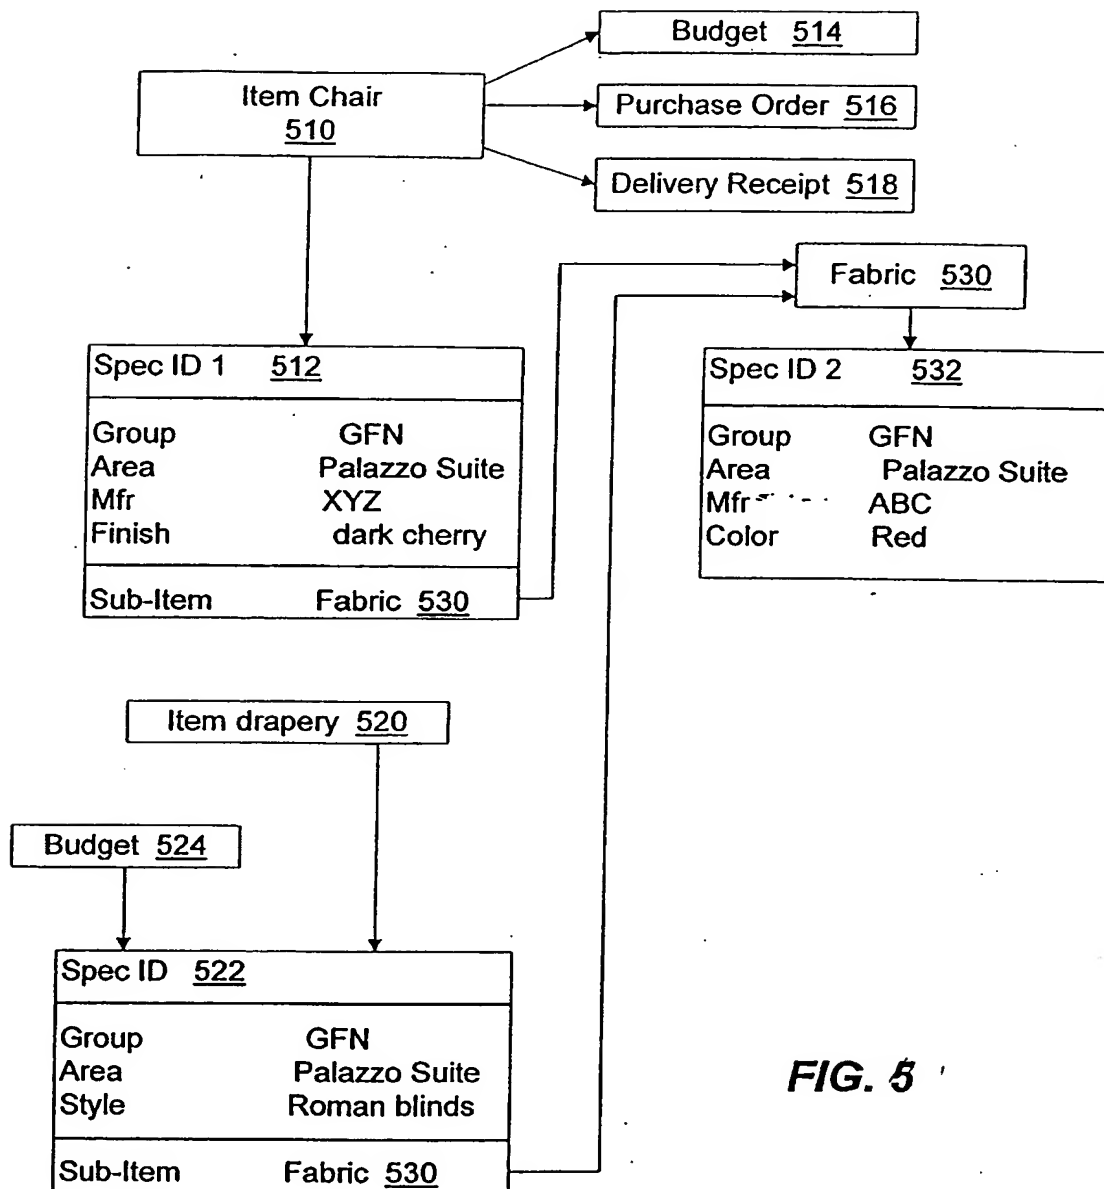 Budget 514
Item Chair
510
Purchase Order 516
Delivery Receipt 518
Fabric 530
Spec ID 1 512
Group GFN
Area Palazzo Suite
Mfr XYZ
Finish dark cherry
Sub-Item Fabric 530
Spec ID 2 532
Group GFN
Area Palazzo Suite
Mfr ABC
Color Red
Item drapery 520
Budget 524
Spec ID 522
Group GFN
Area Palazzo Suite
Style Roman blinds
Sub-Item Fabric 530
FIG. 5